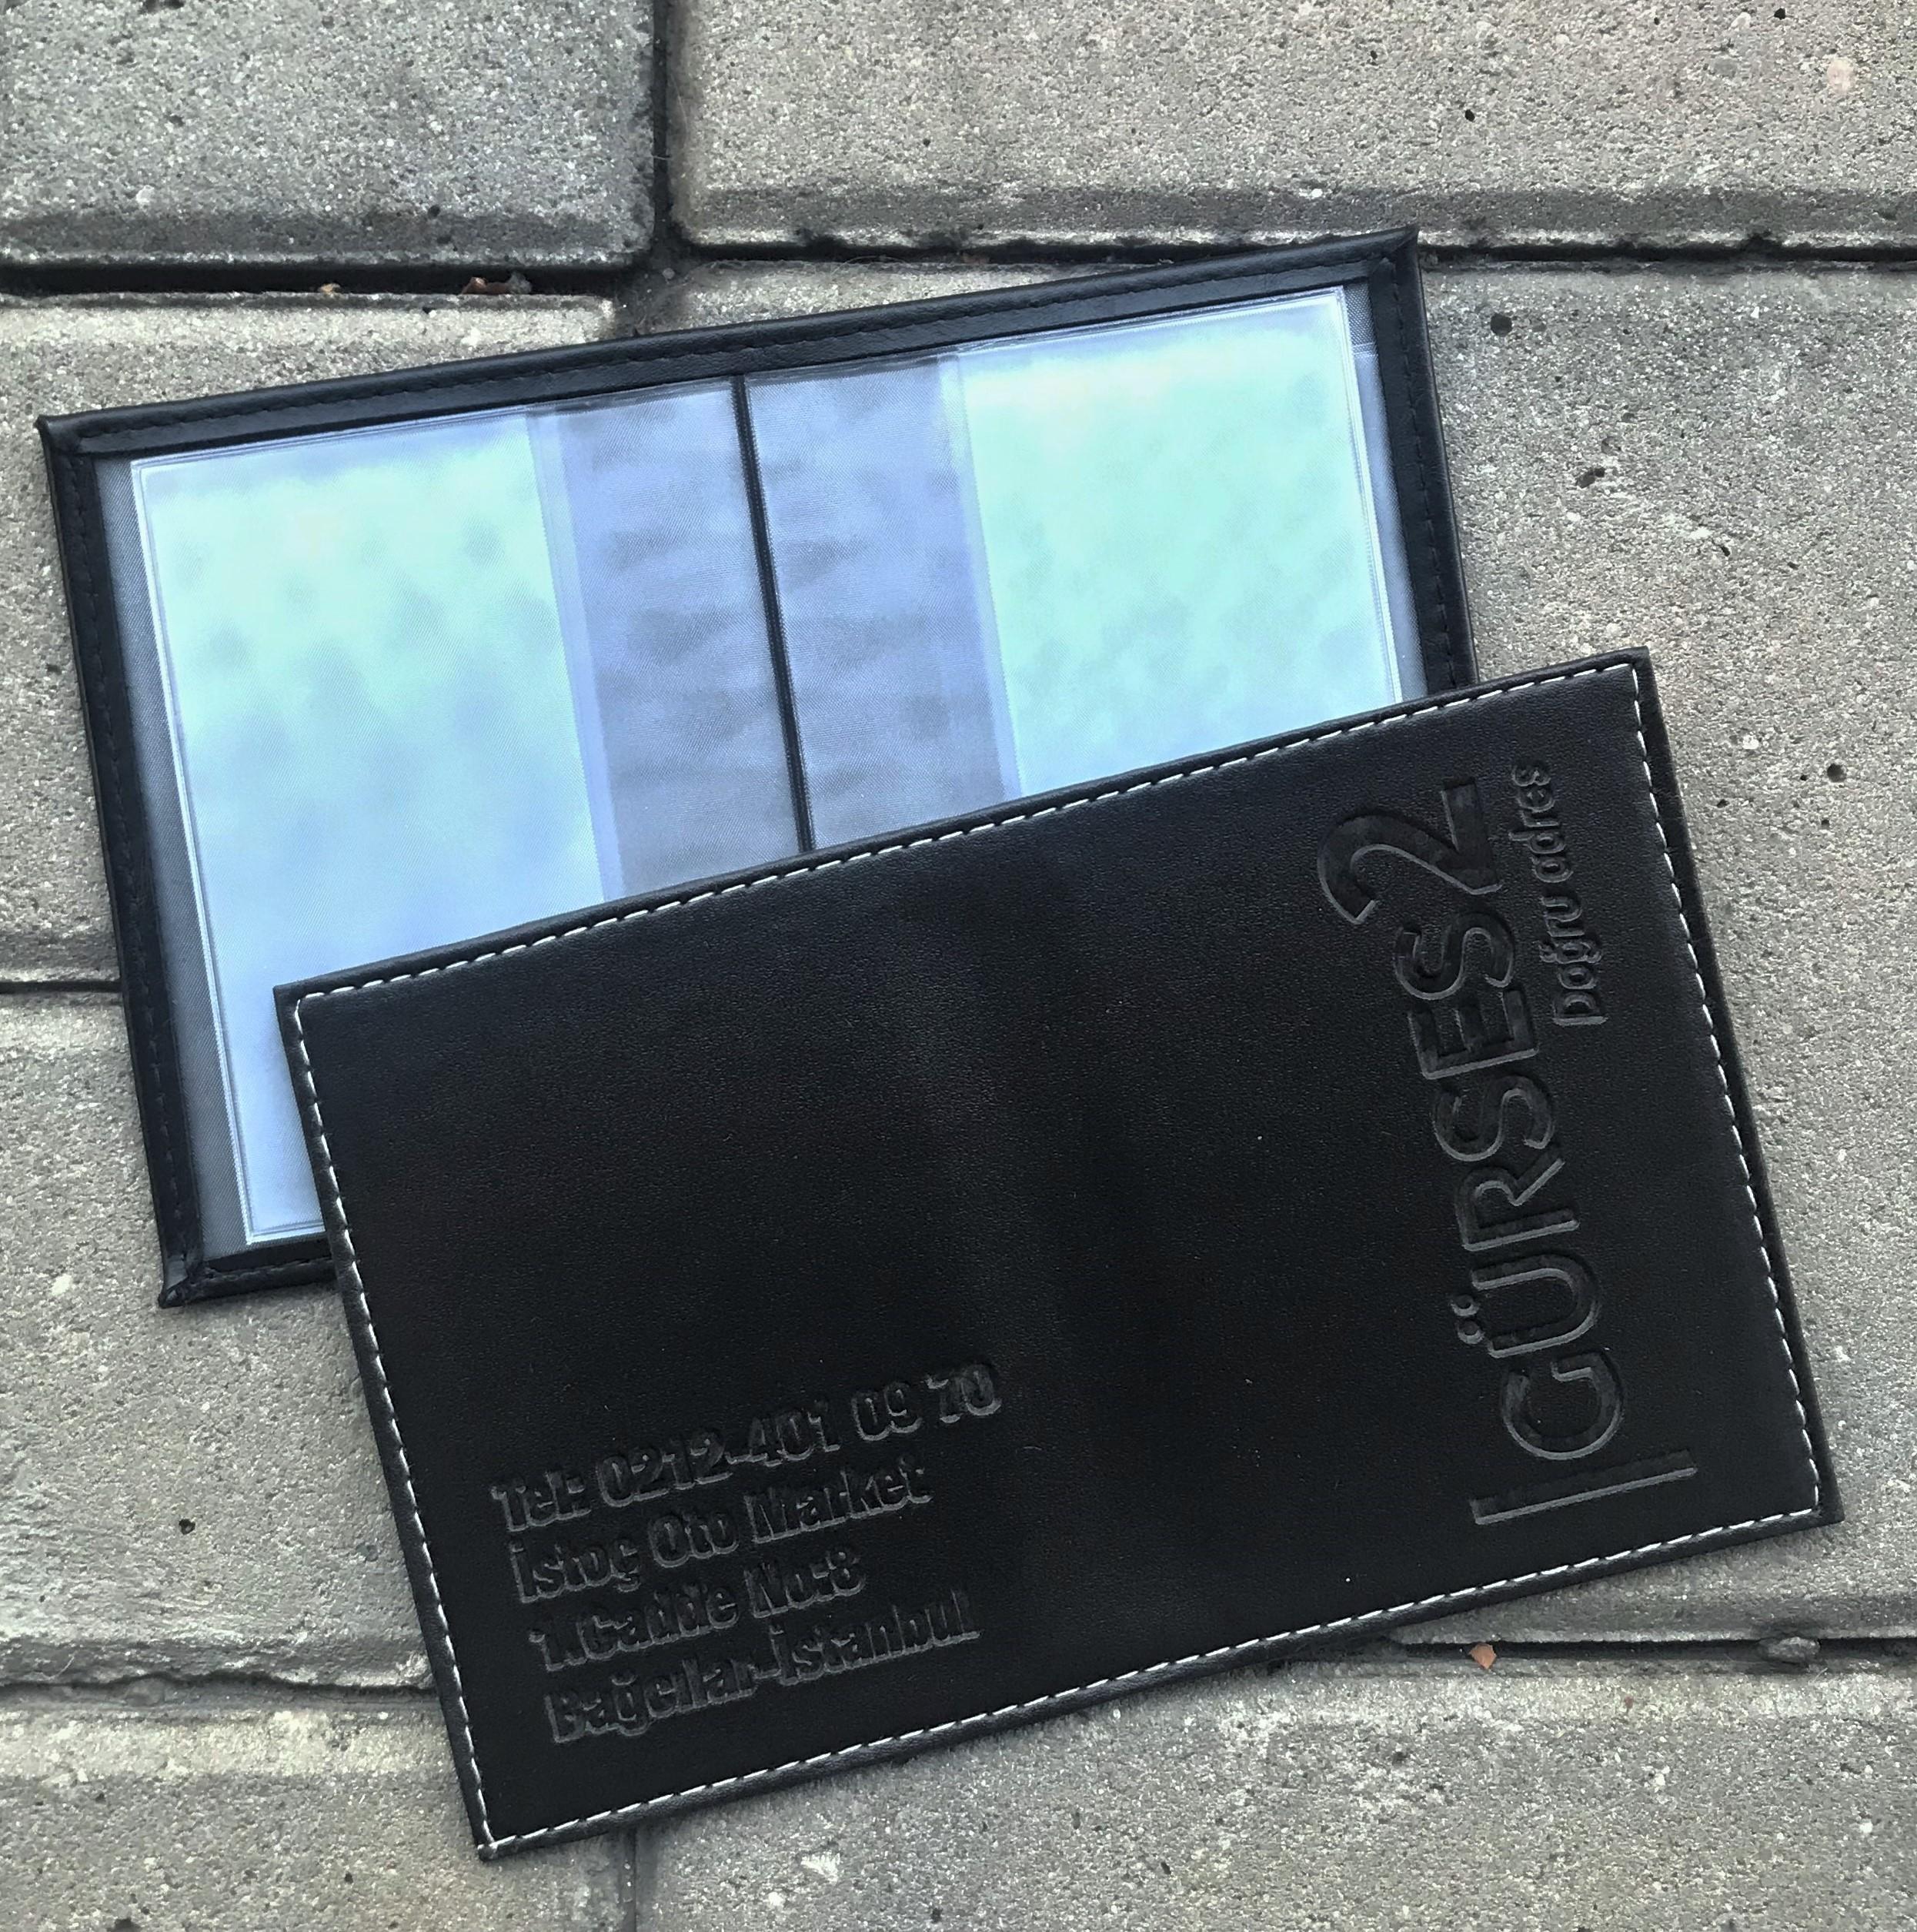 GÜRSES2
Doğru adres
Tel: 0212-401 09 70
İstoç Oto Market
1.Cadde No:8
Bağcılar-İstanbul